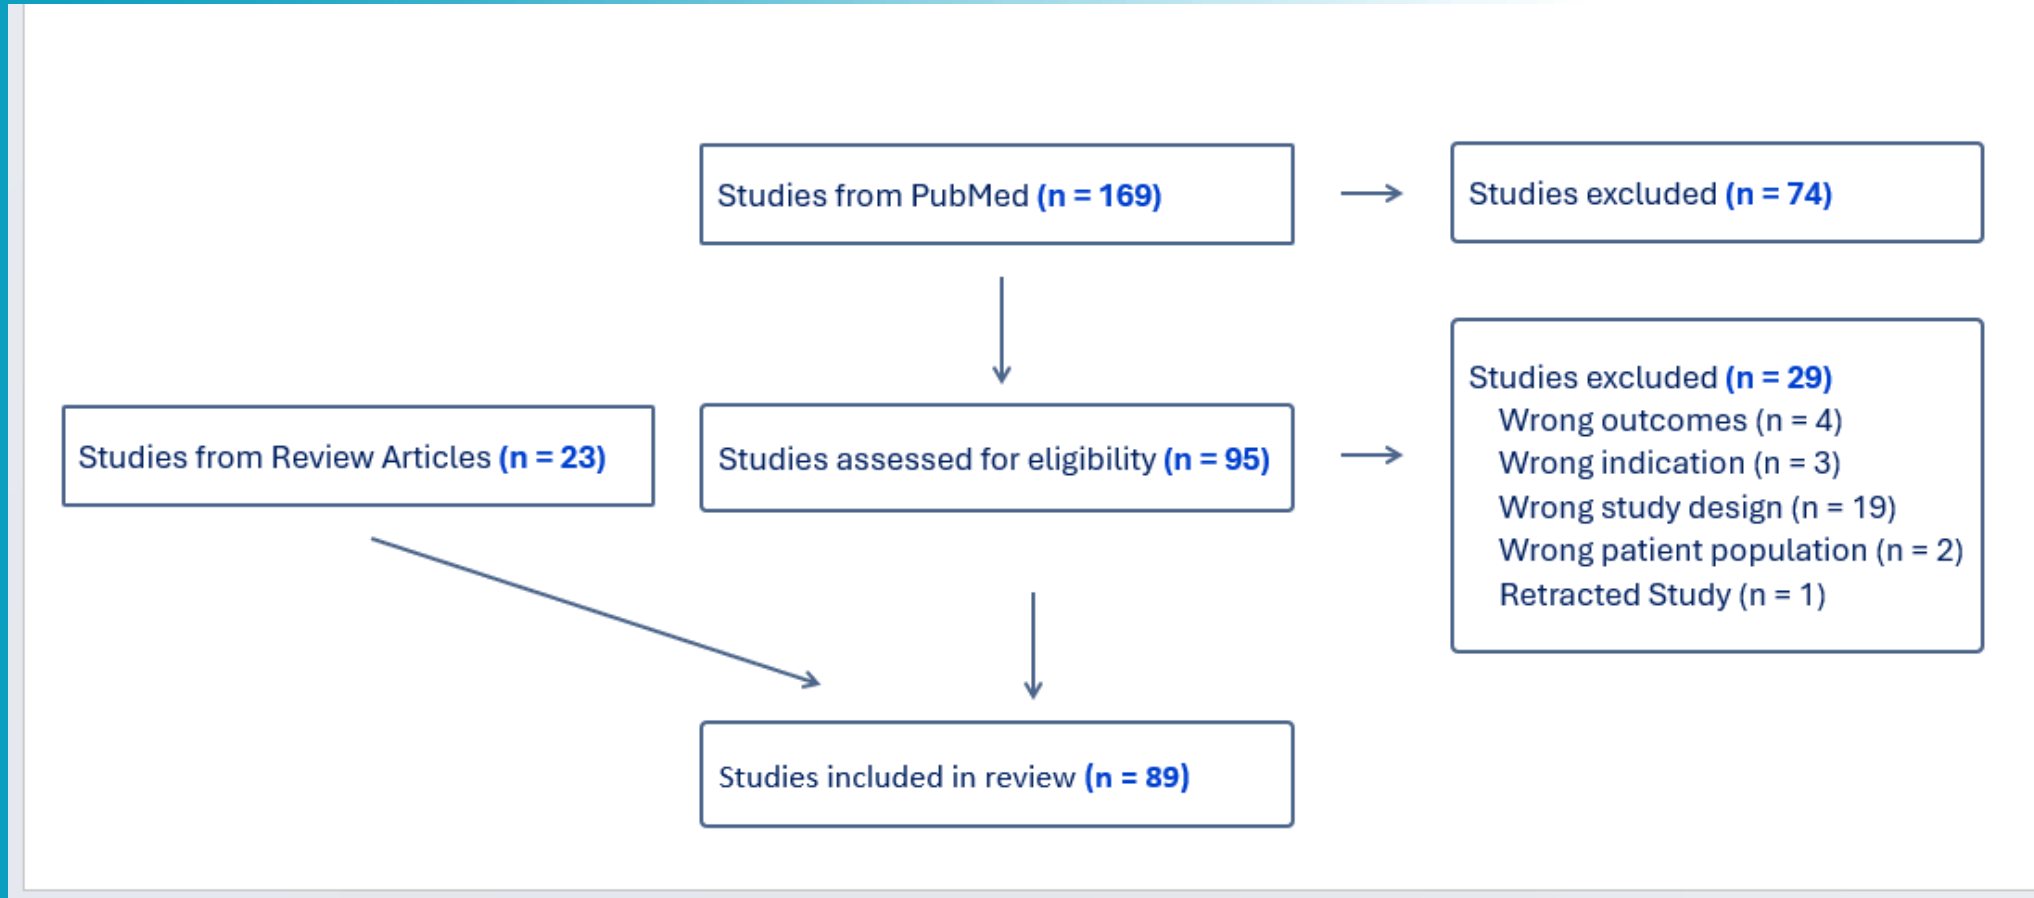 Studies from PubMed (n = 169)
Studies excluded (n = 74)
Studies from Review Articles (n = 23)
Studies assessed for eligibility (n = 95)
Studies excluded (n = 29)
Wrong outcomes (n = 4)
Wrong indication (n = 3)
Wrong study design (n = 19)
Wrong patient population (n = 2)
Retracted Study (n = 1)
Studies included in review (n = 89)